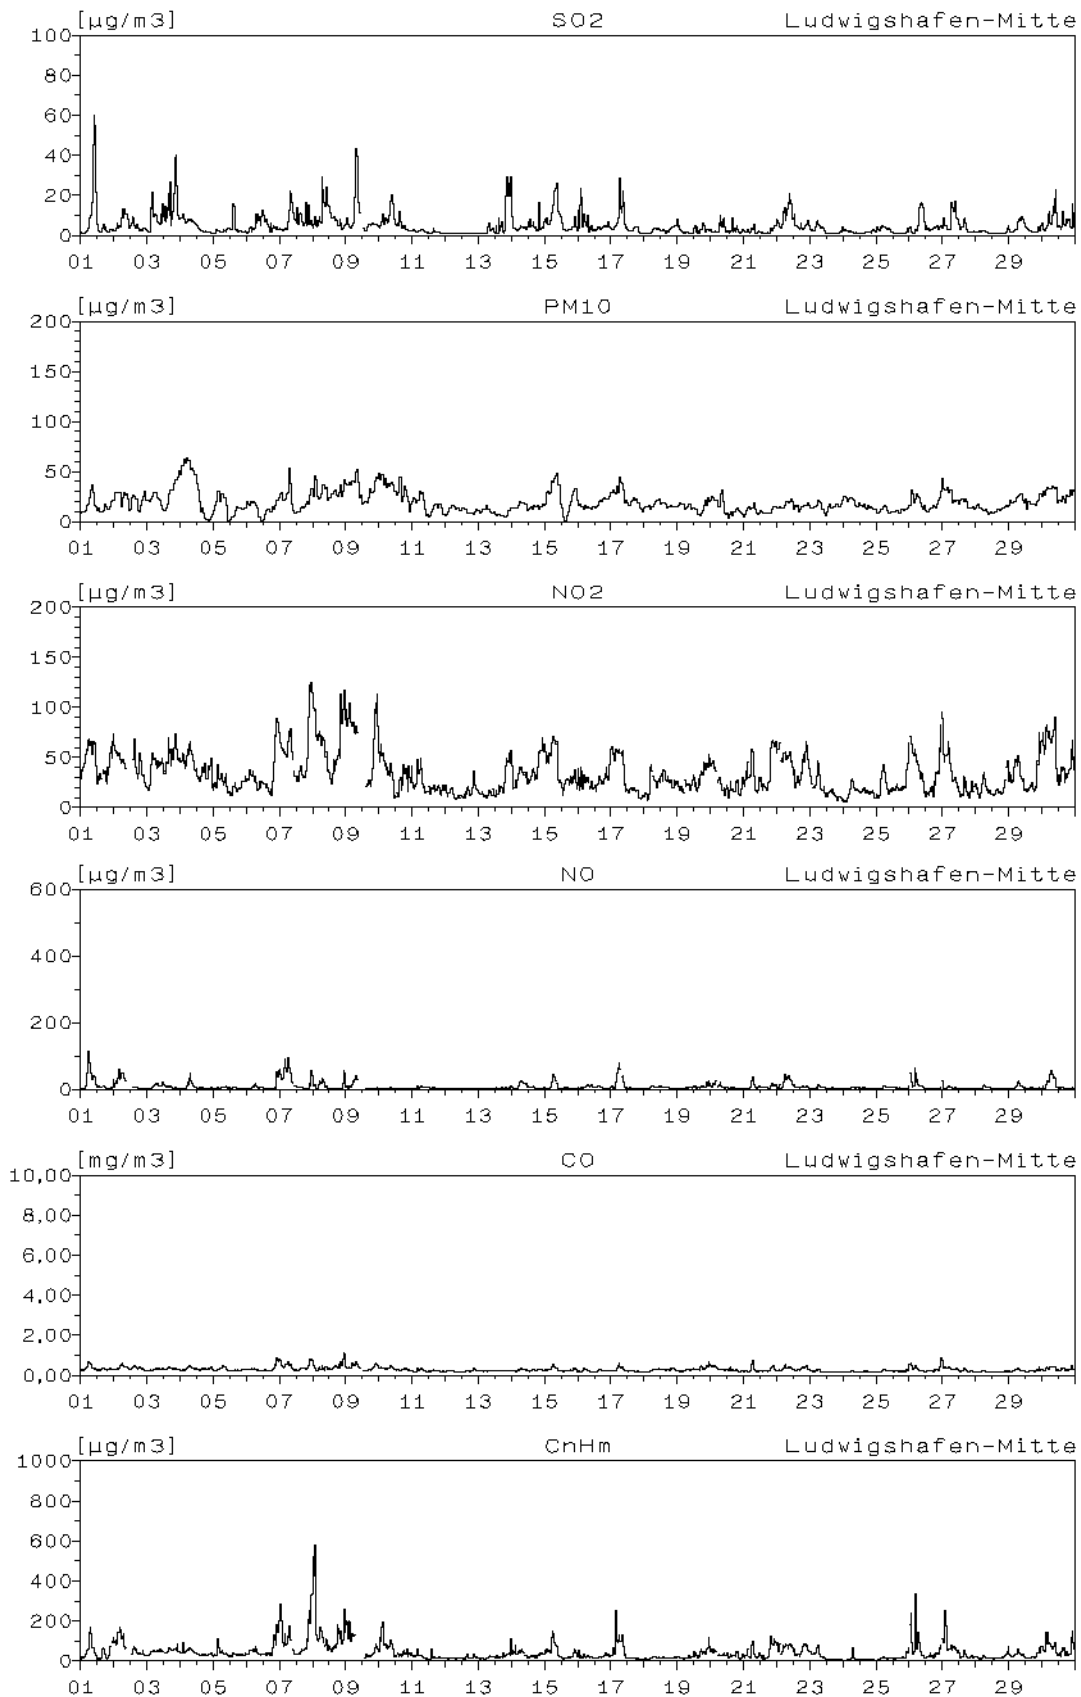 [µg/m3] SO2 Ludwigshafen-Mitte
100
80
60
40
20
0
01 03 05 07 09 11 13 15 17 19 21 23 25 27 29
[µg/m3] PM10 Ludwigshafen-Mitte
200
150
100
50
0
01 03 05 07 09 11 13 15 17 19 21 23 25 27 29
[µg/m3] NO2 Ludwigshafen-Mitte
200
150
100
50
0
01 03 05 07 09 11 13 15 17 19 21 23 25 27 29
[µg/m3] NO Ludwigshafen-Mitte
600
400
200
0
01 03 05 07 09 11 13 15 17 19 21 23 25 27 29
[mg/m3] CO Ludwigshafen-Mitte
10,00
8,00
6,00
4,00
2,00
0,00
01 03 05 07 09 11 13 15 17 19 21 23 25 27 29
[µg/m3] CnHm Ludwigshafen-Mitte
1000
800
600
400
200
0
01 03 05 07 09 11 13 15 17 19 21 23 25 27 29